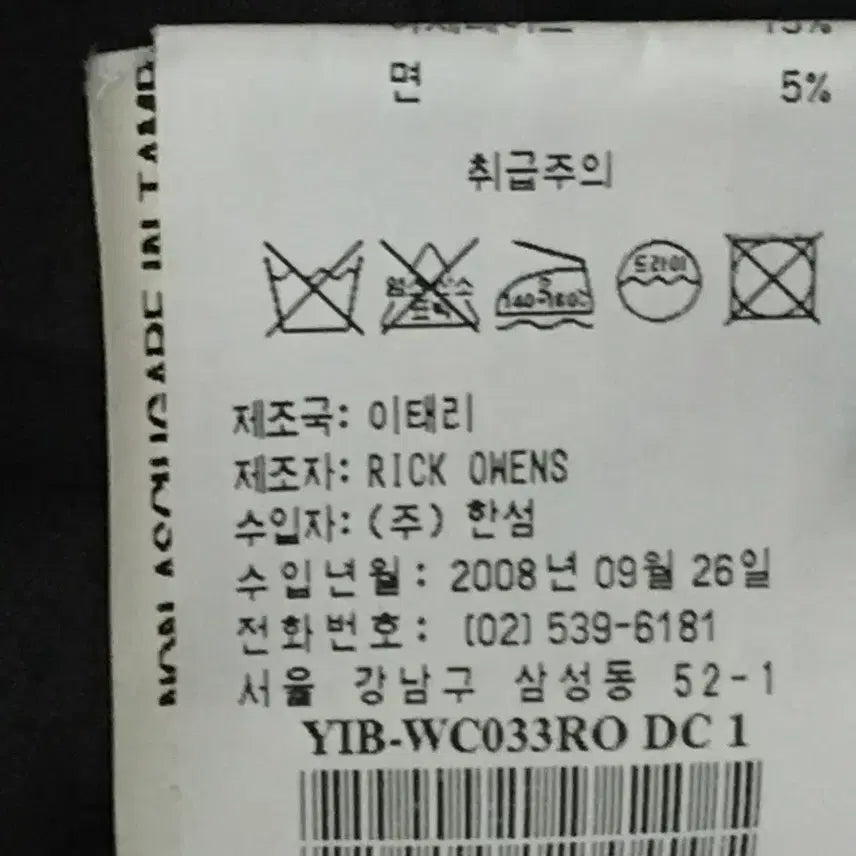 면 5%
취급주의
드라이
제조국: 이태리
제조자: RICK OWENS
수입자: (주) 한섬
수입년월: 2008년 09월 26일
전화번호: (02) 539-6181
서울 강남구 삼성동 52-1
YIB-WC033RO DC 1